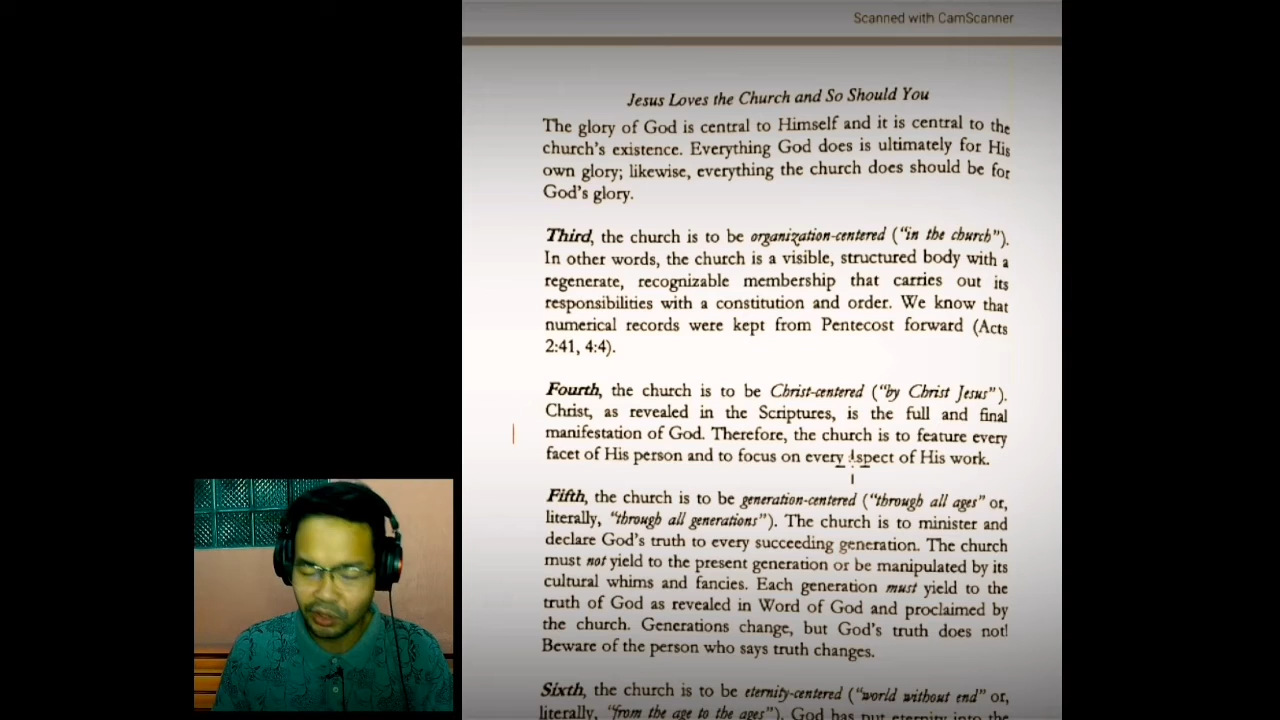 Scanned with CamScanner
Jesus Loves the Church and So Should You
The glory of God is central to Himself and it is central to the
church's existence. Everything God does is ultimately for His
own glory; likewise, everything the church does should be for
God's glory.
Third, the church is to be organization-centered ("in the church").
In other words, the church is a visible, structured body with a
regenerate, recognizable membership that carries out its
responsibilities with a constitution and order. We know that
numerical records were kept from Pentecost forward (Acts
2:41, 4:4).
Fourth, the church is to be Christ-centered ("by Christ Jesus").
Christ, as revealed in the Scriptures, is the full and final
manifestation of God. Therefore, the church is to feature every
facet of His person and to focus on every aspect of His work.
Fifth, the church is to be generation-centered ("through all ages" or,
literally, "through all generations"). The church is to minister and
declare God's truth to every succeeding generation. The church
must not yield to the present generation or be manipulated by its
cultural whims and fancies. Each generation must yield to the
truth of God as revealed in Word of God and proclaimed by
the church. Generations change, but God's truth does not!
Beware of the person who says truth changes.
Sixth, the church is to be eternity-centered ("world without end" or,
literally, "from the age to the ages"). God has put eternity into the